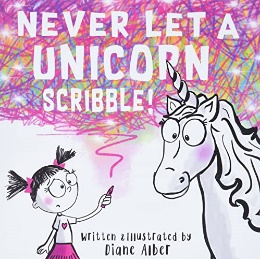 NEVER LET A
UNICORN
SCRIBBLE!
Written & Illustrated by
Diane Alber